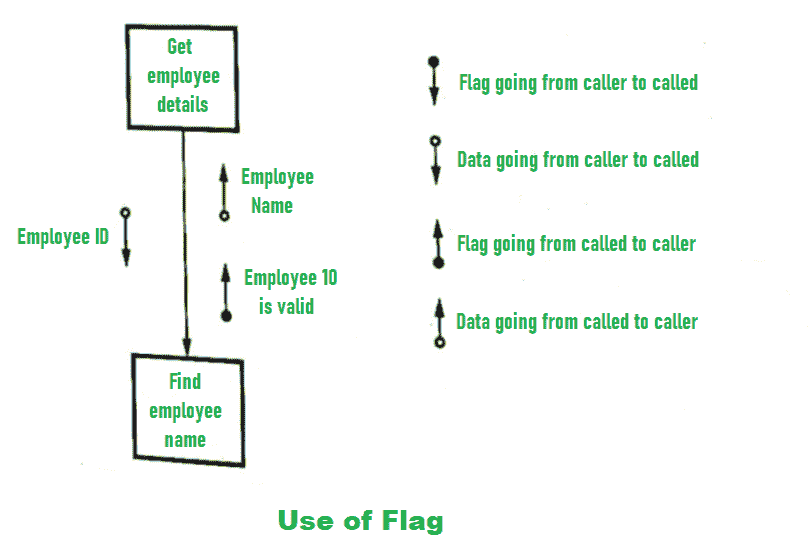 Get
employee
details
Flag going from caller to called
Data going from caller to called
Employee
Name
Employee ID
Flag going from called to caller
Employee 10
is valid
Data going from called to caller
Find
employee
name
Use of Flag